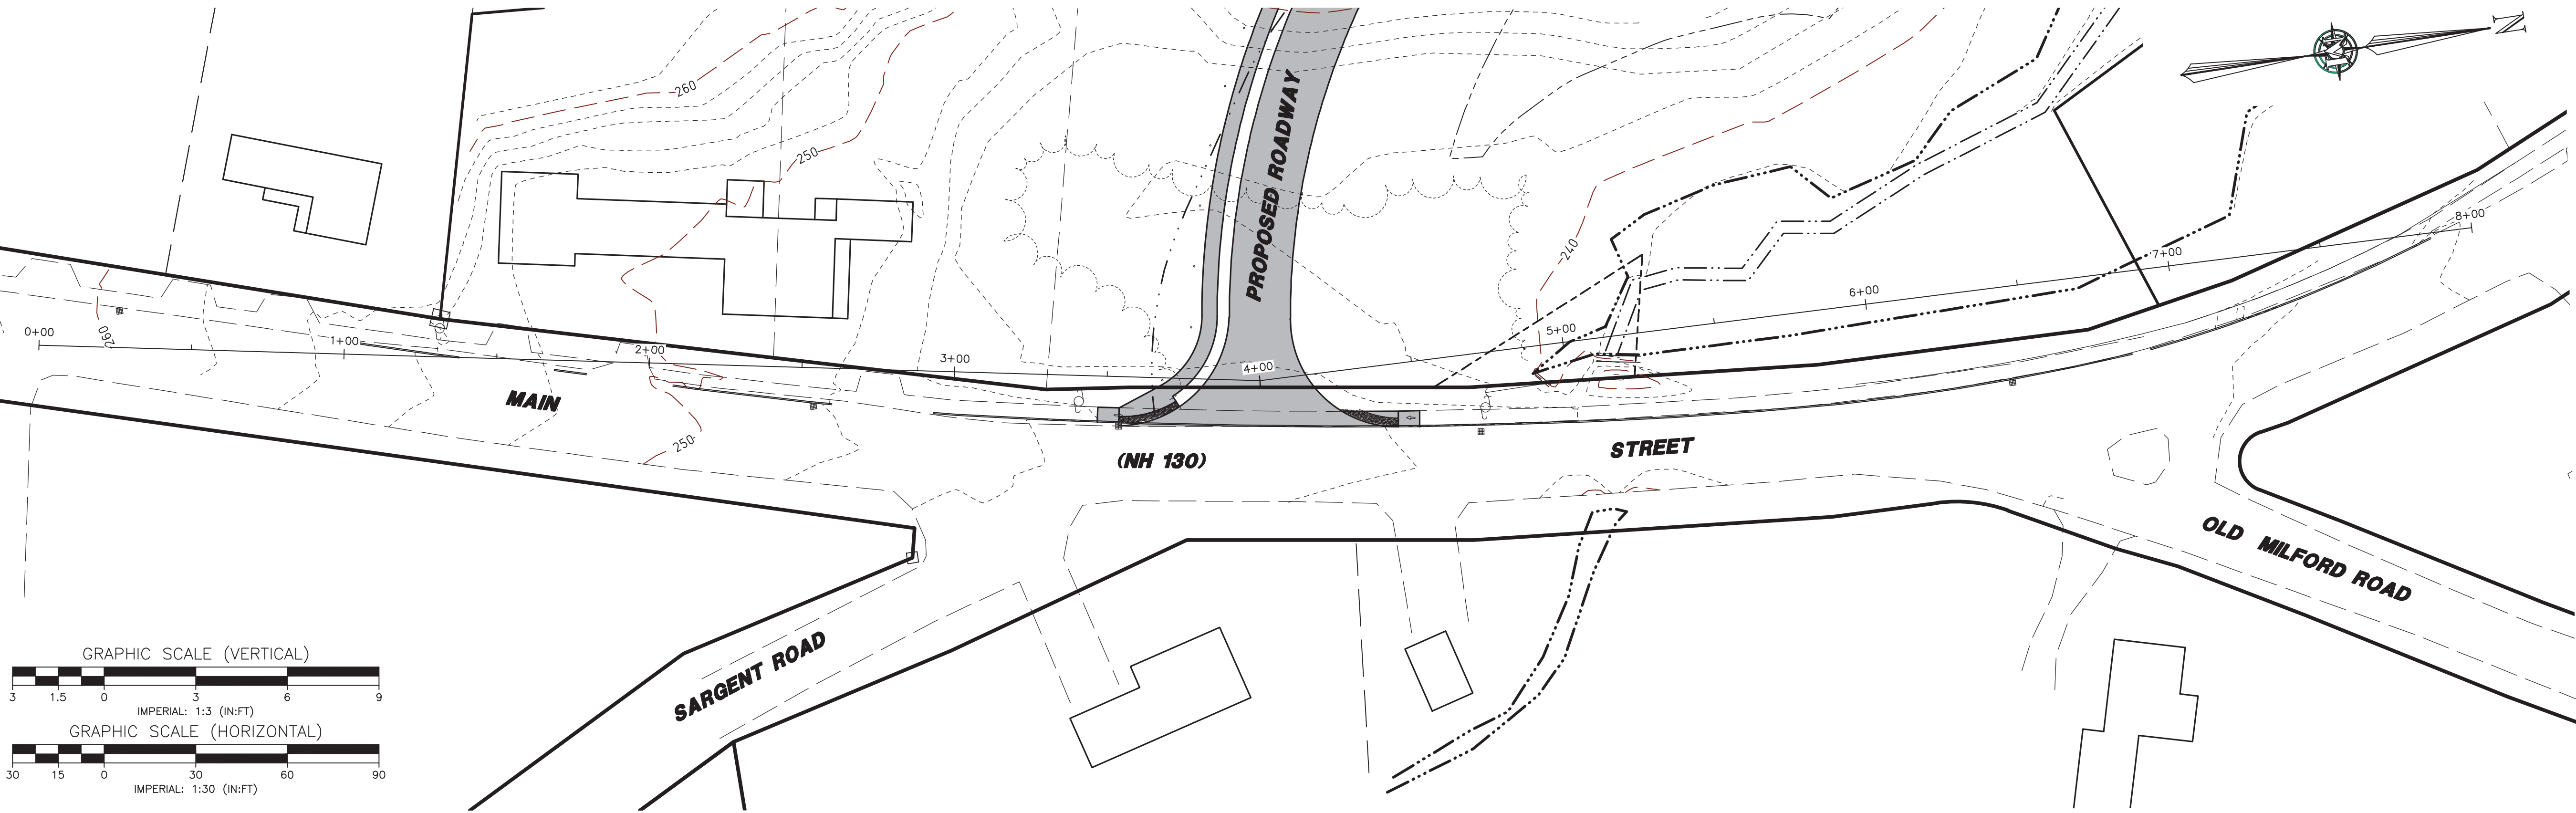 N
260
250
PROPOSED ROADWAY
240
8+00
7+00
6+00
5+00
4+00
3+00
2+00
1+00
0+00
260
MAIN
250
(NH 130)
STREET
OLD MILFORD ROAD
SARGENT ROAD
GRAPHIC SCALE (VERTICAL)
3 1.5 0 3 6 9
IMPERIAL: 1:3 (IN:FT)
GRAPHIC SCALE (HORIZONTAL)
30 15 0 30 60 90
IMPERIAL: 1:30 (IN:FT)